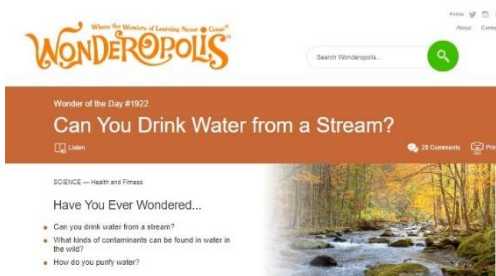 Follow
Where the Wonders of Learning Never Cease®
WONDEROPOLIS
About
Search Wonderopolis...
Wonder of the Day #1922
Can You Drink Water from a Stream?
Listen
25 Comments
SCIENCE — Health and Fitness
Have You Ever Wondered...
Can you drink water from a stream?
What kinds of contaminants can be found in water in
the wild?
How do you purify water?